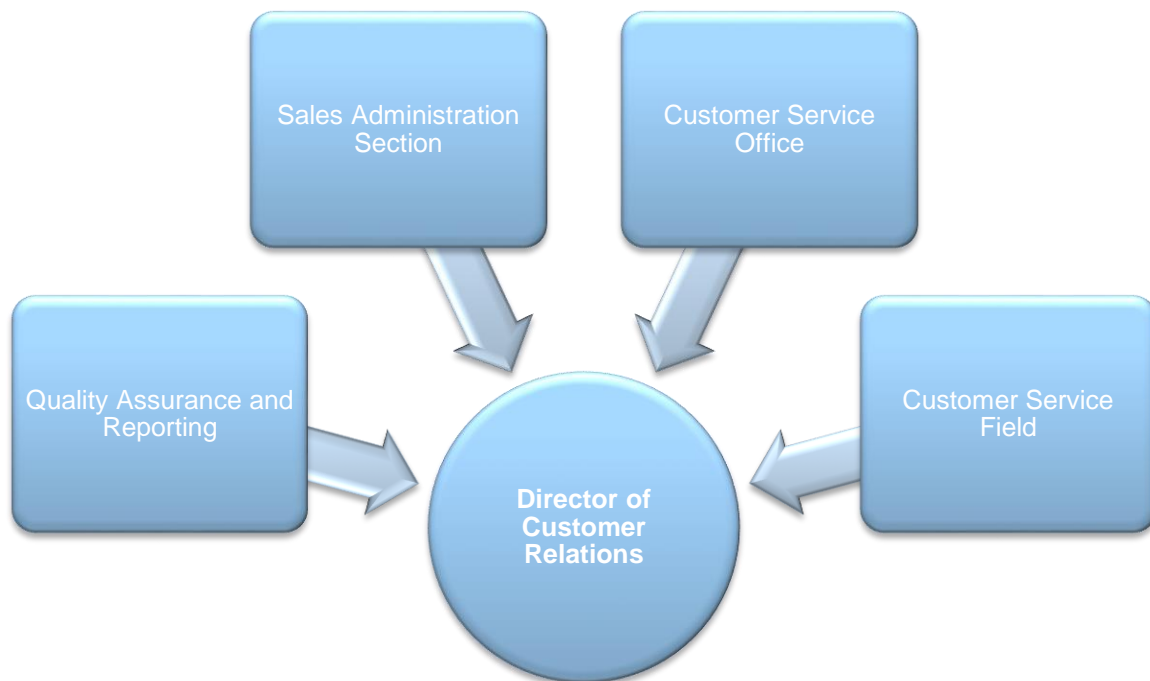 Sales Administration
Section
Customer Service
Office
Quality Assurance and
Reporting
Customer Service
Field
Director of
Customer
Relations